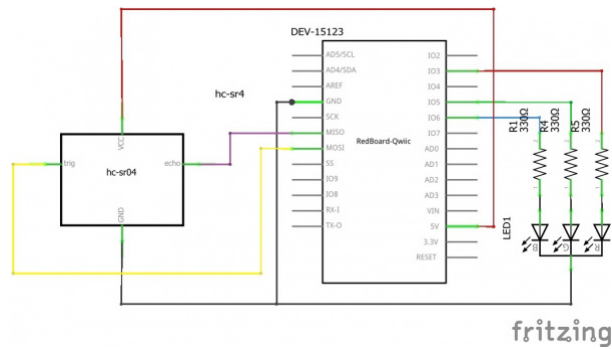 DEV-15123
hc-sr4
AD5/SCL
AD4/SDA
AREF
GND
SCK
MISO
MOSI
SS
IO9
IO8
RX-I
TX-O
RedBoard-Qwiic
IO2
IO3
IO4
IO5
IO6
IO7
AD0
AD1
AD2
AD3
VIN
5V
3.3V
RESET
VCC
trig
hc-sr04
echo
GND
R1
330Ω
R4
330Ω
R5
330Ω
LED1
B
G
R
fritzing